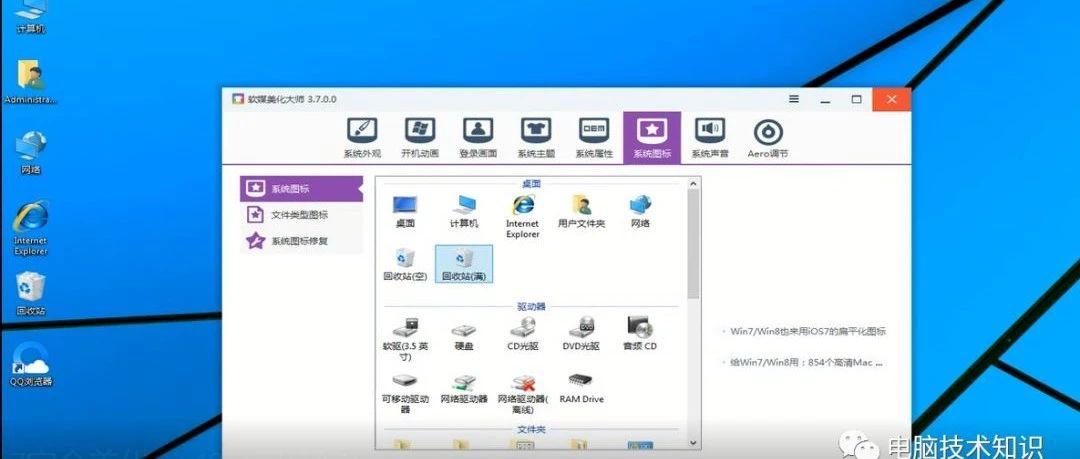 计算机
Administra...
网络
Internet
Explorer
回收站
QQ浏览器
软媒美化大师 3.7.0.0
系统外观
开机动画
登录画面
系统主题
系统属性
系统图标
系统声音
Aero调节
系统图标
文件类型图标
系统图标修复
桌面
桌面
计算机
Internet
Explorer
用户文件夹
网络
回收站(空)
回收站(满)
驱动器
软驱(3.5 英
寸)
硬盘
CD光驱
DVD光驱
音频 CD
可移动驱动
器
网络驱动器
网络驱动器(
离线)
RAM Drive
文件夹
Win7/Win8也来用iOS7的扁平化图标
给Win7/Win8用：854个高清Mac ...
电脑技术知识